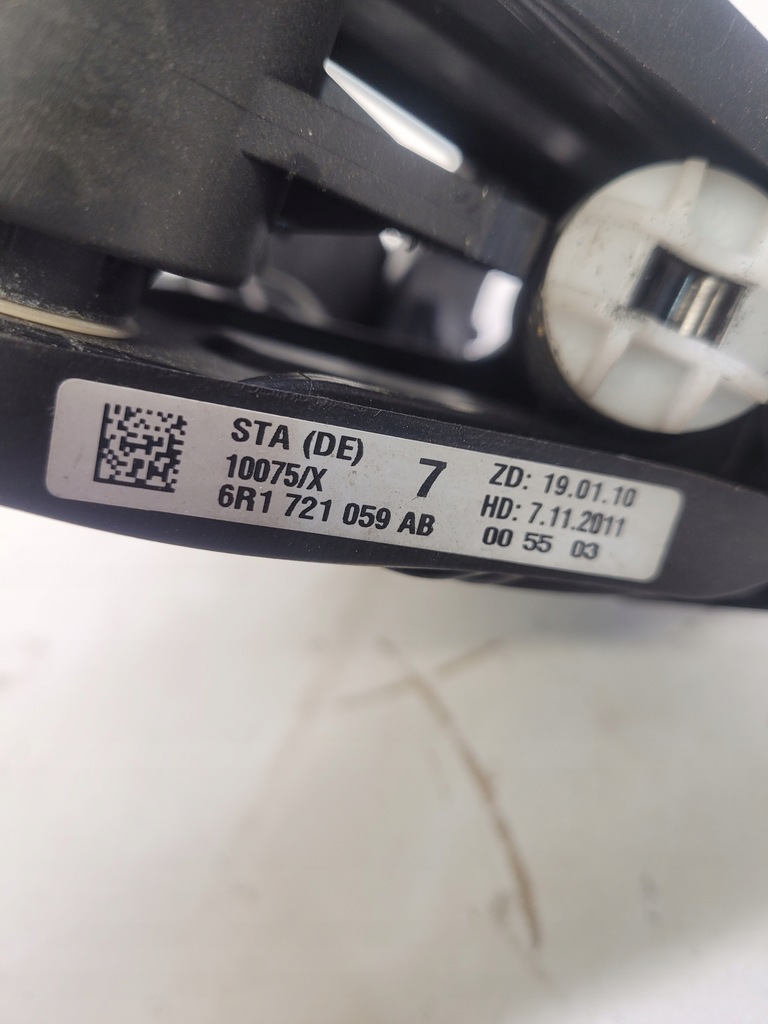 STA (DE)
10075/X
6R1 721 059 AB
7
ZD: 19.01.10
HD: 7.11.2011
00 55 03